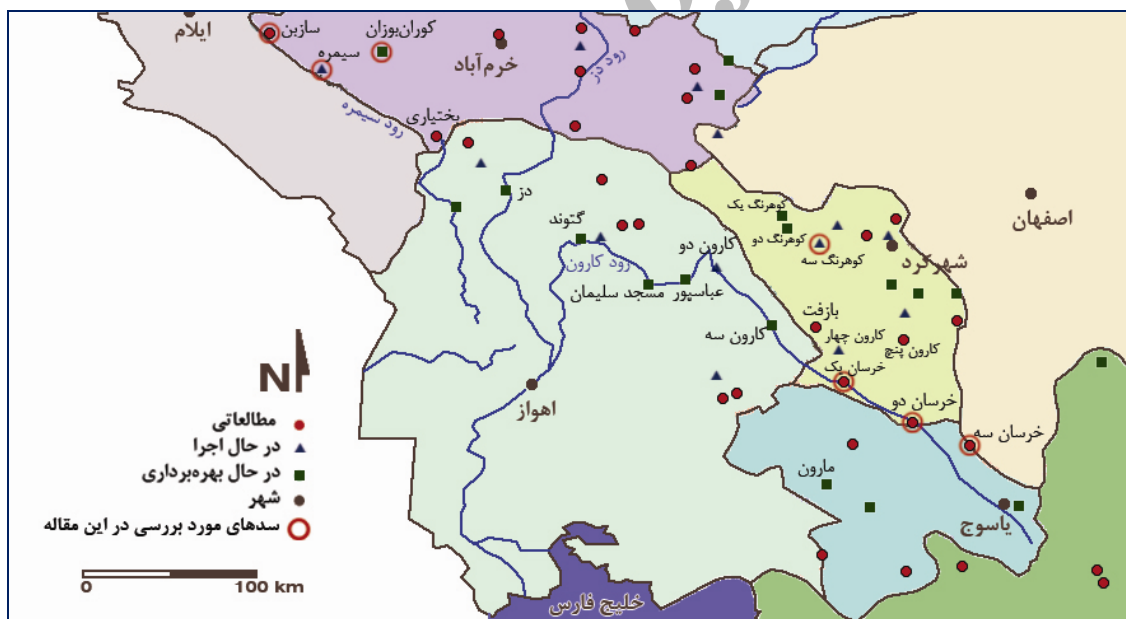 ایلام
سازبن
کوران‌بوزان
سیمره
خرم‌آباد
رود دز
رود سیمره
بختیاری
دز
گتوند
رود کارون
کارون دو
مسجد سلیمان
عباسپور
کارون سه
کوهرنگ یک
کوهرنگ دو
کوهرنگ سه
شهرکرد
اصفهان
بازفت
کارون چهار
کارون پنج
خرسان یک
خرسان دو
خرسان سه
مارون
یاسوج
اهواز
خلیج فارس
N
مطالعاتی
در حال اجرا
در حال بهره‌برداری
شهر
سدهای مورد بررسی در این مقاله
0 100 km